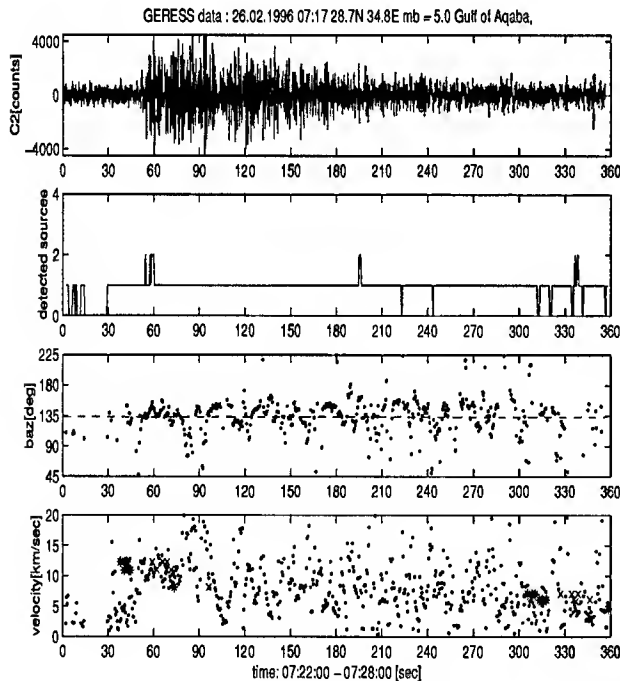 GERESS data : 26.02.1996 07:17 28.7N 34.8E mb = 5.0 Gulf of Aqaba,
C2[counts]
4000
0
−4000
0 30 60 90 120 150 180 210 240 270 300 330 360
detected sources
4
2
0
0 30 60 90 120 150 180 210 240 270 300 330 360
baz[deg]
225
180
135
90
45
0 30 60 90 120 150 180 210 240 270 300 330 360
velocity[km/sec]
20
15
10
5
0
0 30 60 90 120 150 180 210 240 270 300 330 360
time: 07:22:00 − 07:28:00 [sec]